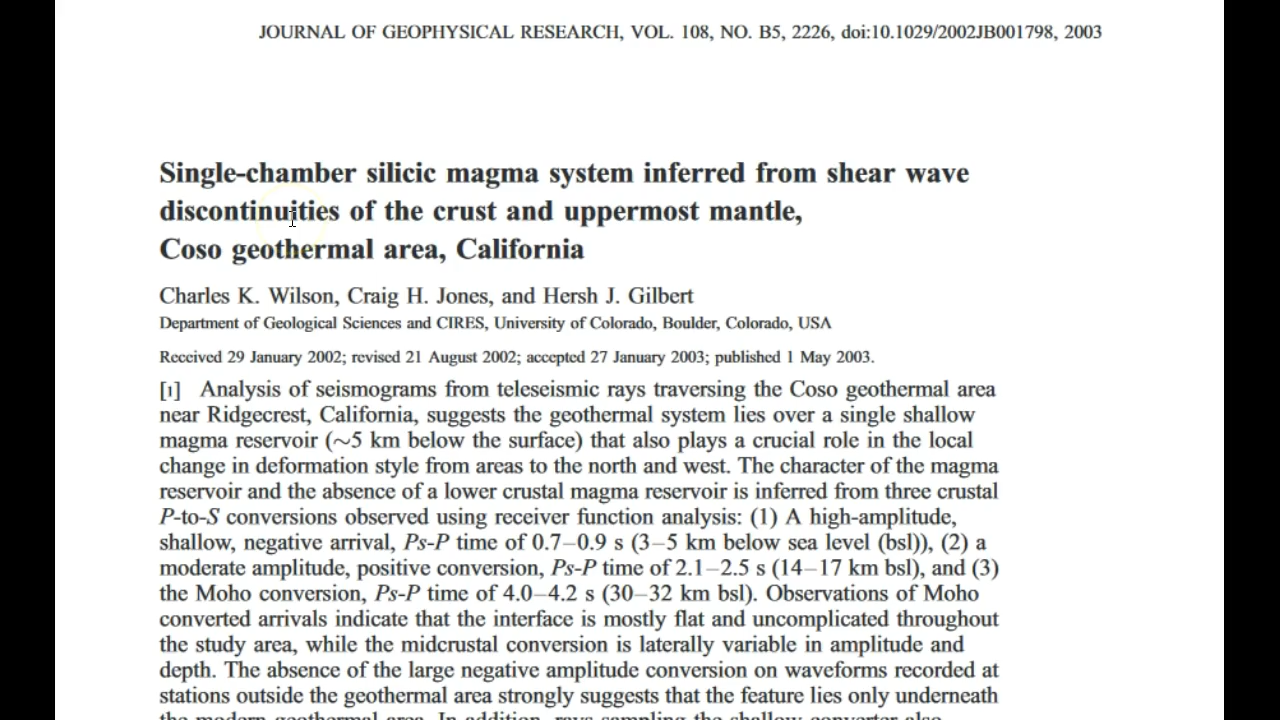 JOURNAL OF GEOPHYSICAL RESEARCH, VOL. 108, NO. B5, 2226, doi:10.1029/2002JB001798, 2003
Single-chamber silicic magma system inferred from shear wave
discontinuities of the crust and uppermost mantle,
Coso geothermal area, California
Charles K. Wilson, Craig H. Jones, and Hersh J. Gilbert
Department of Geological Sciences and CIRES, University of Colorado, Boulder, Colorado, USA
Received 29 January 2002; revised 21 August 2002; accepted 27 January 2003; published 1 May 2003.
[1] Analysis of seismograms from teleseismic rays traversing the Coso geothermal area
near Ridgecrest, California, suggests the geothermal system lies over a single shallow
magma reservoir (∼5 km below the surface) that also plays a crucial role in the local
change in deformation style from areas to the north and west. The character of the magma
reservoir and the absence of a lower crustal magma reservoir is inferred from three crustal
P-to-S conversions observed using receiver function analysis: (1) A high-amplitude,
shallow, negative arrival, Ps-P time of 0.7–0.9 s (3–5 km below sea level (bsl)), (2) a
moderate amplitude, positive conversion, Ps-P time of 2.1–2.5 s (14–17 km bsl), and (3)
the Moho conversion, Ps-P time of 4.0–4.2 s (30–32 km bsl). Observations of Moho
converted arrivals indicate that the interface is mostly flat and uncomplicated throughout
the study area, while the midcrustal conversion is laterally variable in amplitude and
depth. The absence of the large negative amplitude conversion on waveforms recorded at
stations outside the geothermal area strongly suggests that the feature lies only underneath
the modern geothermal area. In addition, rays sampling the shallow converter also